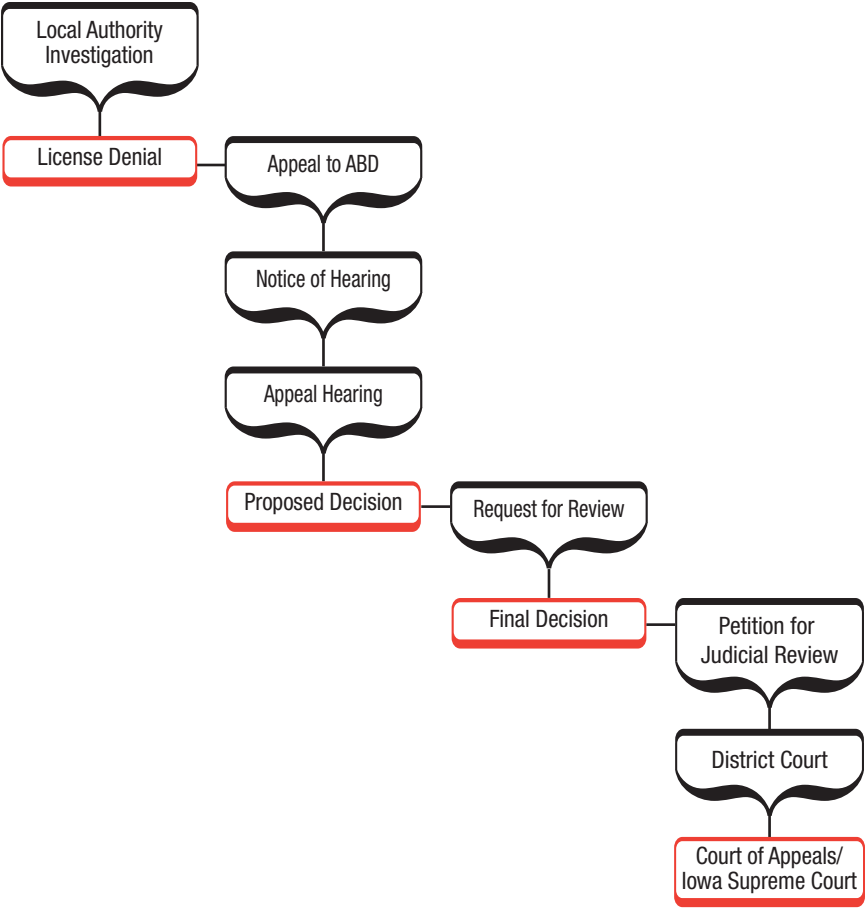 Local Authority
Investigation
License Denial
Appeal to ABD
Notice of Hearing
Appeal Hearing
Proposed Decision
Request for Review
Final Decision
Petition for
Judicial Review
District Court
Court of Appeals/
Iowa Supreme Court